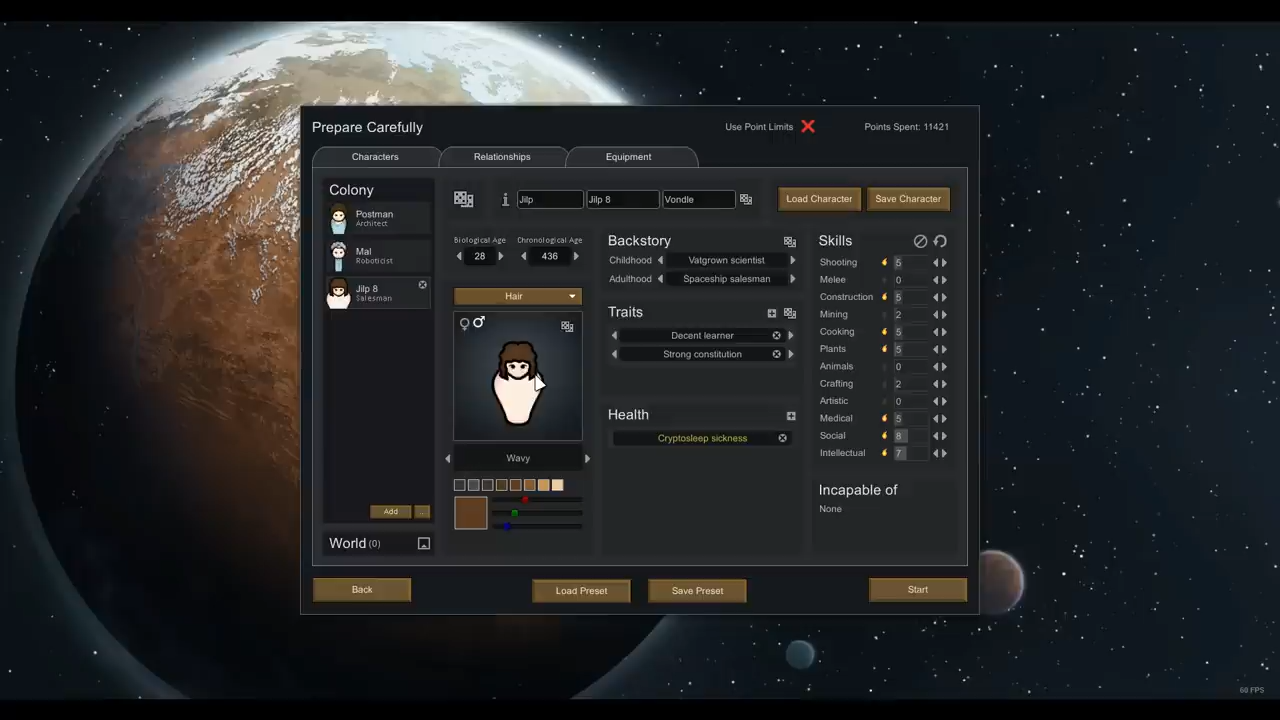 Prepare Carefully
Use Point Limits
Points Spent: 11421
Characters
Relationships
Equipment
Colony
Postman
Architect
Mal
Roboticist
Jilp 8
Salesman
Add
...
World (0)
Jilp
Jilp 8
Vondle
Load Character
Save Character
Biological Age
Chronological Age
28
436
Hair
Wavy
Backstory
Childhood
Vatgrown scientist
Adulthood
Spaceship salesman
Traits
Decent learner
Strong constitution
Health
Cryptosleep sickness
Skills
Shooting 5
Melee 0
Construction 5
Mining 2
Cooking 5
Plants 5
Animals 0
Crafting 2
Artistic 0
Medical 5
Social 8
Intellectual 7
Incapable of
None
Back
Load Preset
Save Preset
Start
60 FPS